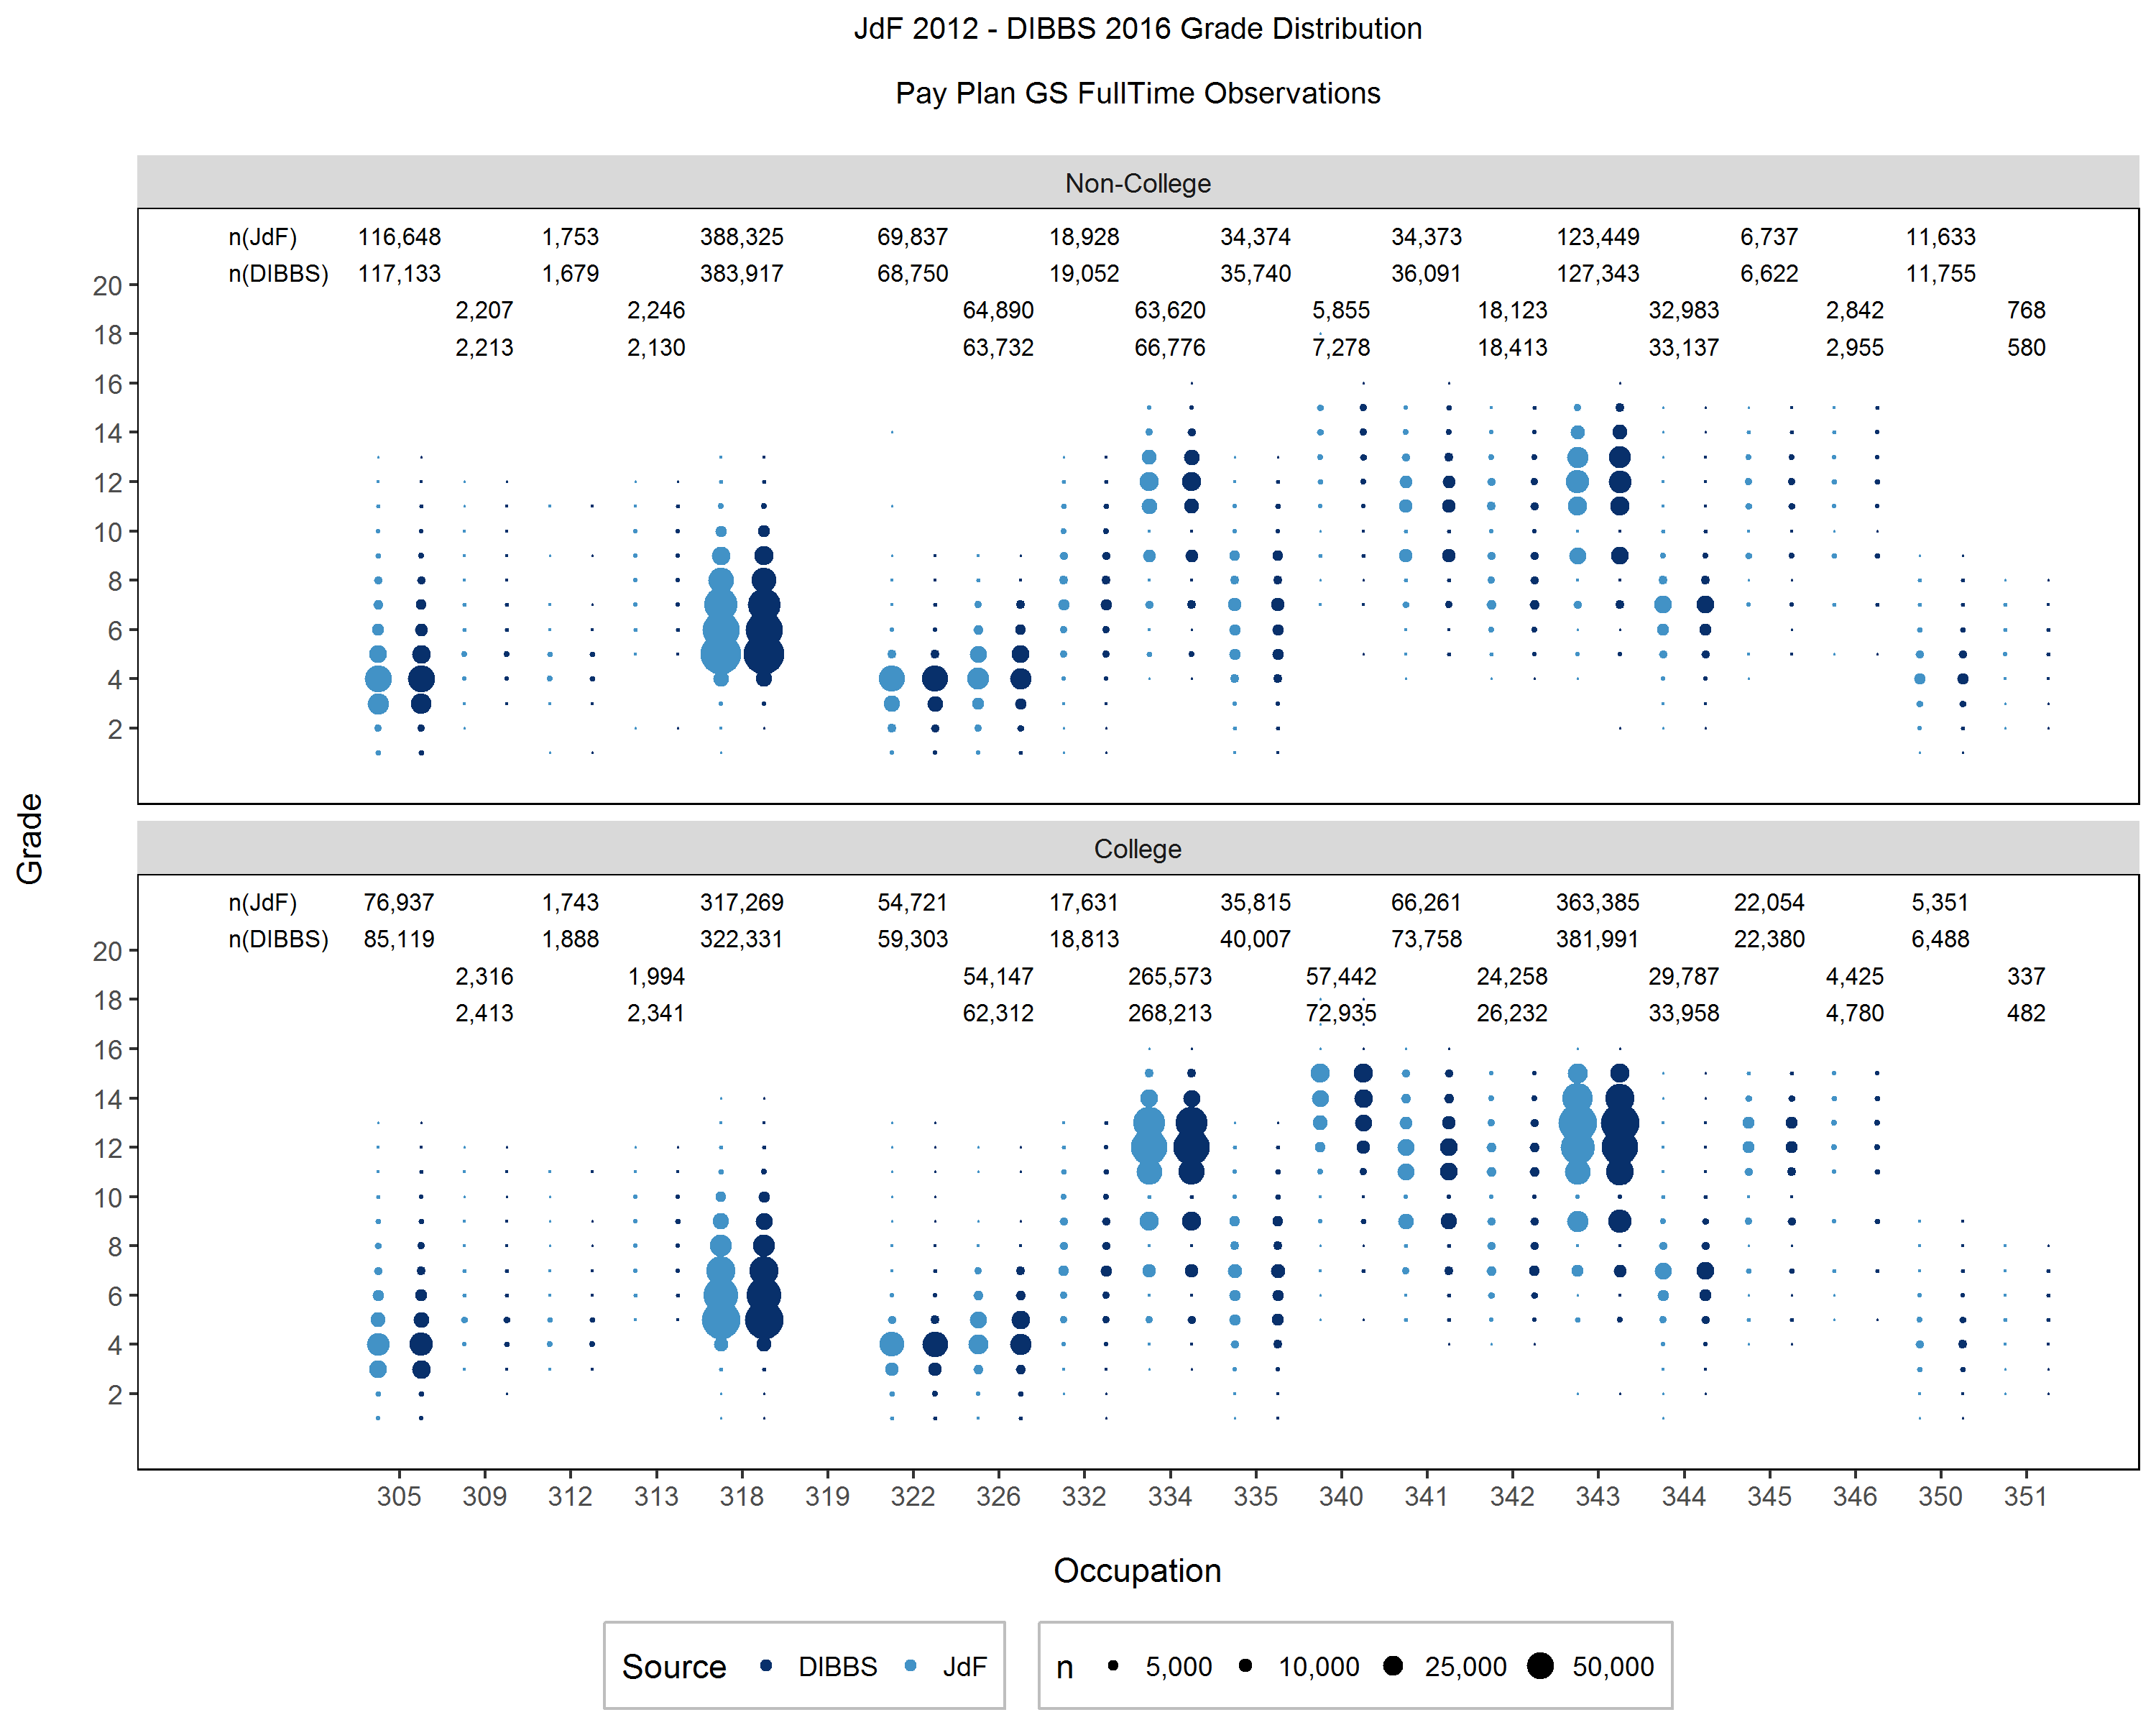 JdF 2012 - DIBBS 2016 Grade Distribution
Pay Plan GS FullTime Observations
Non-College
n(JdF) 116,648 1,753 388,325 69,837 18,928 34,374 34,373 123,449 6,737 11,633
n(DIBBS) 117,133 1,679 383,917 68,750 19,052 35,740 36,091 127,343 6,622 11,755
20
2,207 2,246 64,890 63,620 5,855 18,123 32,983 2,842 768
18
2,213 2,130 63,732 66,776 7,278 18,413 33,137 2,955 580
16
14
12
10
8
6
4
2
Grade
College
n(JdF) 76,937 1,743 317,269 54,721 17,631 35,815 66,261 363,385 22,054 5,351
n(DIBBS) 85,119 1,888 322,331 59,303 18,813 40,007 73,758 381,991 22,380 6,488
20
2,316 1,994 54,147 265,573 57,442 24,258 29,787 4,425 337
18
2,413 2,341 62,312 268,213 72,935 26,232 33,958 4,780 482
16
14
12
10
8
6
4
2
305 309 312 313 318 319 322 326 332 334 335 340 341 342 343 344 345 346 350 351
Occupation
Source DIBBS JdF
n 5,000 10,000 25,000 50,000